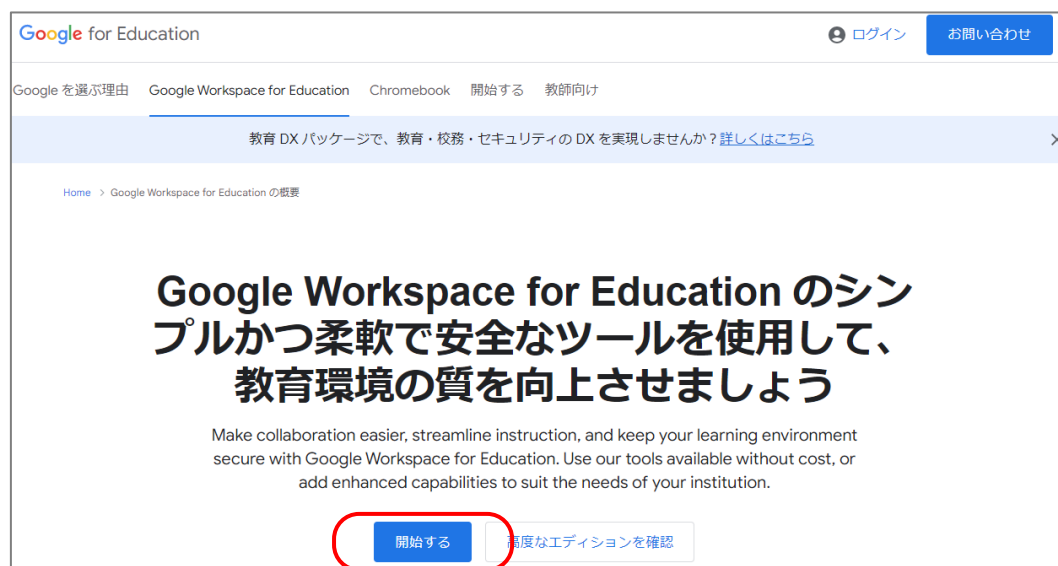 Google for Education
ログイン
お問い合わせ
Google を選ぶ理由 Google Workspace for Education Chromebook 開始する 教師向け
教育 DX パッケージで、教育・校務・セキュリティの DX を実現しませんか？詳しくはこちら
Home > Google Workspace for Education の概要
Google Workspace for Education のシン
プルかつ柔軟で安全なツールを使用して、
教育環境の質を向上させましょう
Make collaboration easier, streamline instruction, and keep your learning environment
secure with Google Workspace for Education. Use our tools available without cost, or
add enhanced capabilities to suit the needs of your institution.
開始する
高度なエディションを確認